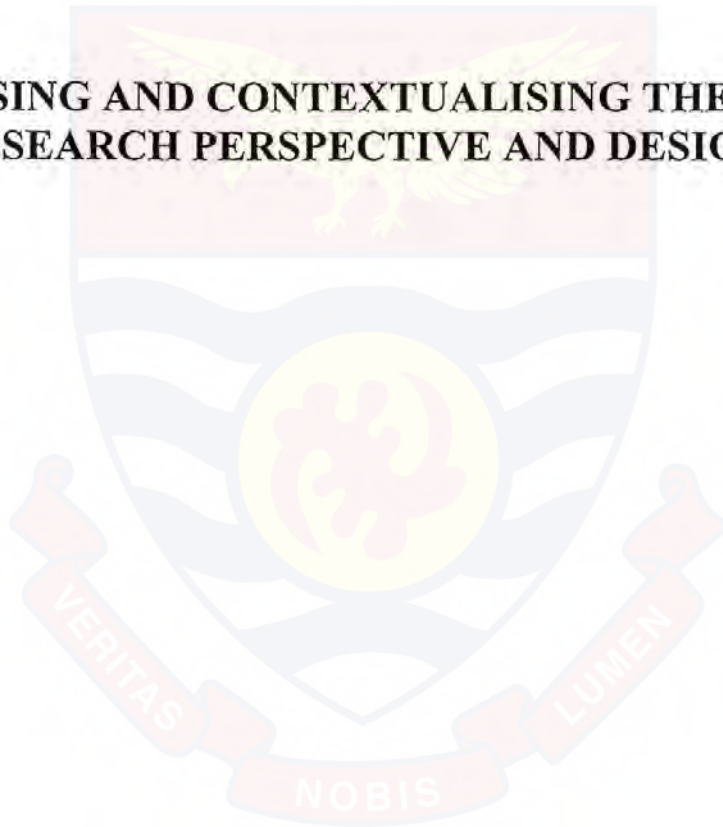 SING AND CONTEXTUALISING THE
SEARCH PERSPECTIVE AND DESIG
VERITAS
NOBIS
LUMEN